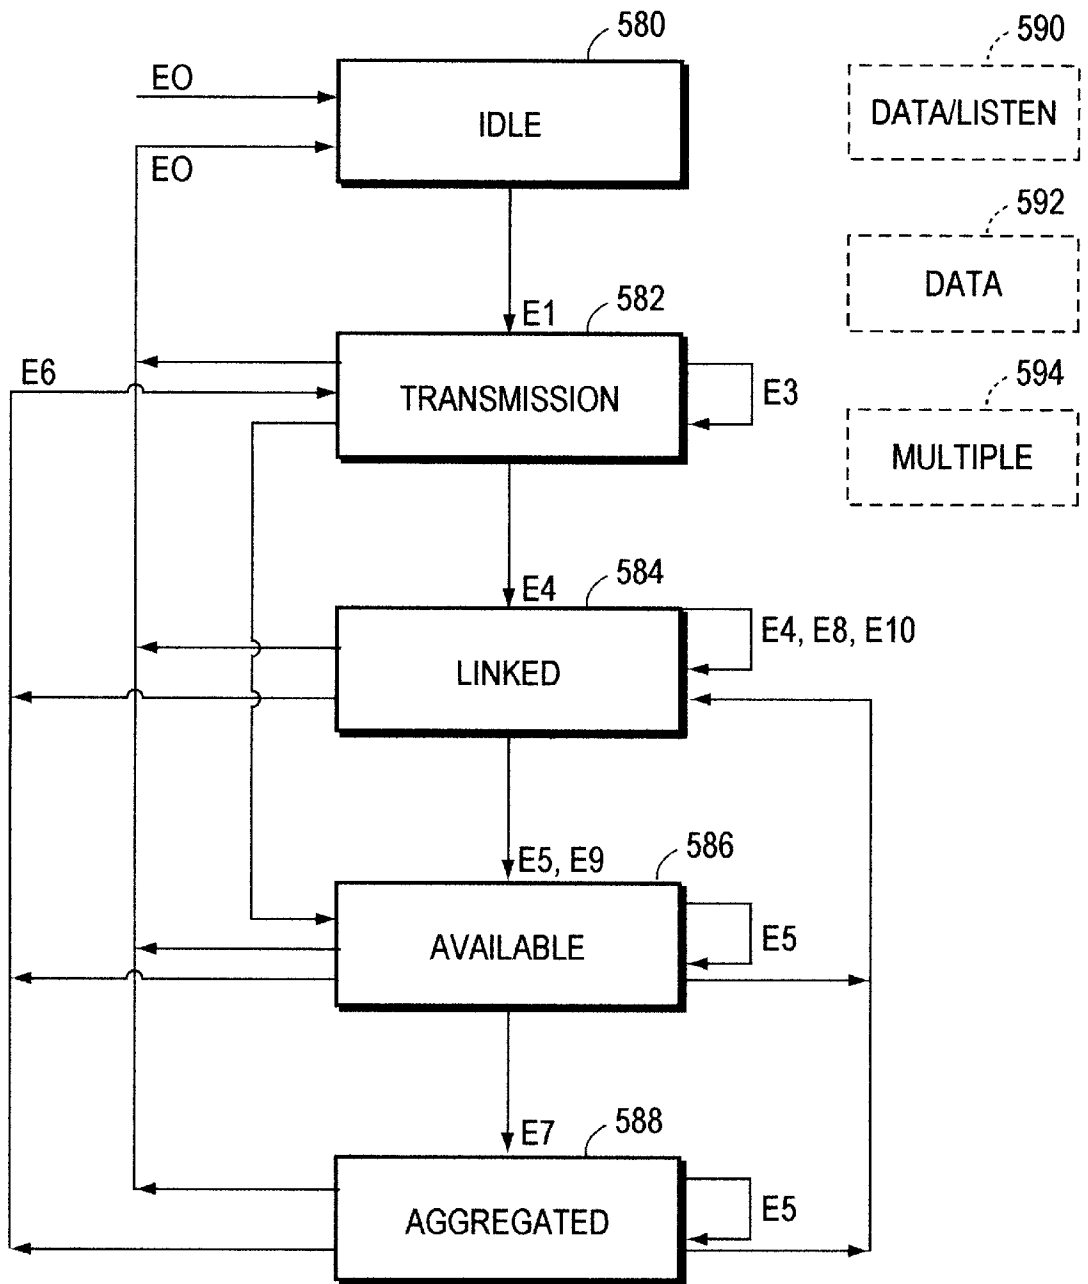 580
590
EO
IDLE
DATA/LISTEN
EO
592
DATA
E1
582
E6
TRANSMISSION
E3
594
MULTIPLE
E4
584
LINKED
E4, E8, E10
E5, E9
586
AVAILABLE
E5
E7
588
AGGREGATED
E5